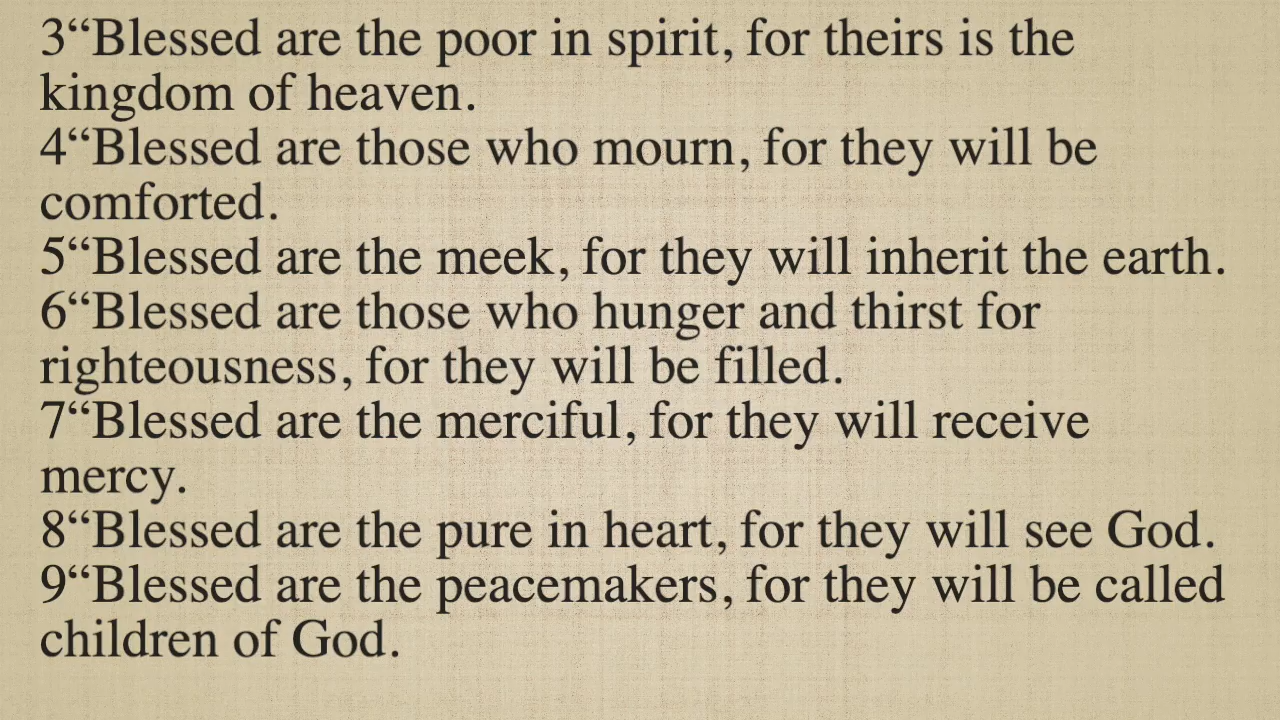 3“Blessed are the poor in spirit, for theirs is the
kingdom of heaven.
4“Blessed are those who mourn, for they will be
comforted.
5“Blessed are the meek, for they will inherit the earth.
6“Blessed are those who hunger and thirst for
righteousness, for they will be filled.
7“Blessed are the merciful, for they will receive
mercy.
8“Blessed are the pure in heart, for they will see God.
9“Blessed are the peacemakers, for they will be called
children of God.